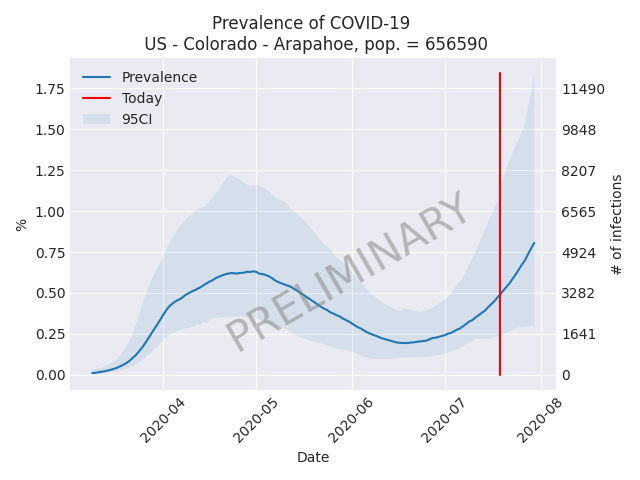 Prevalence of COVID-19
US - Colorado - Arapahoe, pop. = 656590
Prevalence
Today
95CI
1.75
1.50
1.25
1.00
0.75
0.50
0.25
0.00
%
11490
9848
8207
6565
4924
3282
1641
0
# of infections
PRELIMINARY
2020-04
2020-05
2020-06
2020-07
2020-08
Date